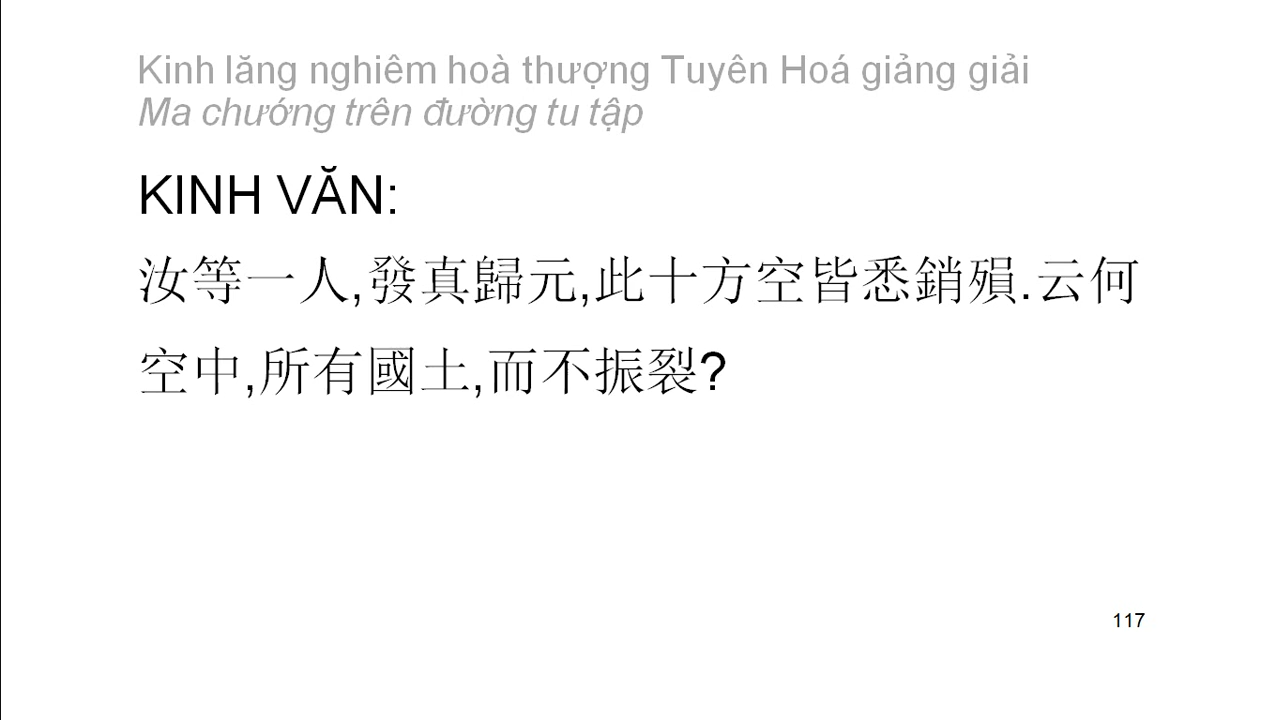 Kinh lăng nghiêm hoà thượng Tuyên Hoá giảng giải
Ma chướng trên đường tu tập
KINH VĂN:
汝等一人,發真歸元,此十方空皆悉銷殞.云何
空中,所有國土,而不振裂?
117